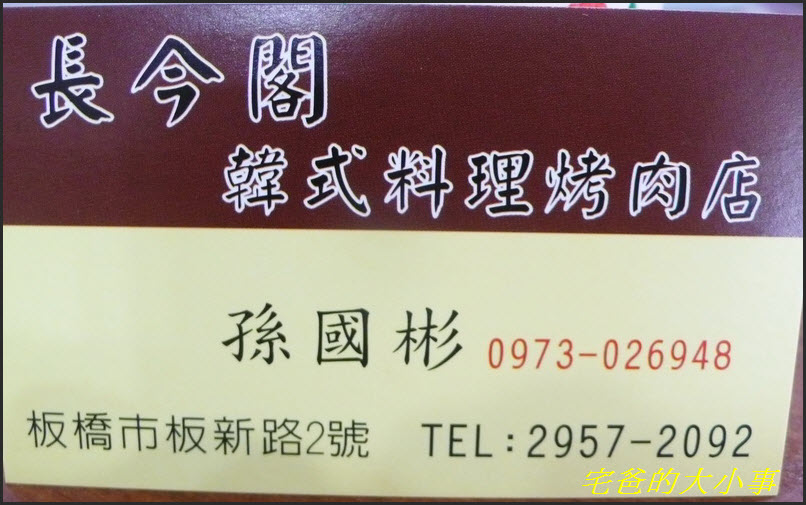 長今閣
韓式料理烤肉店
孫國彬 0973-026948
板橋市板新路2號 TEL:2957-2092
宅爸的大小事